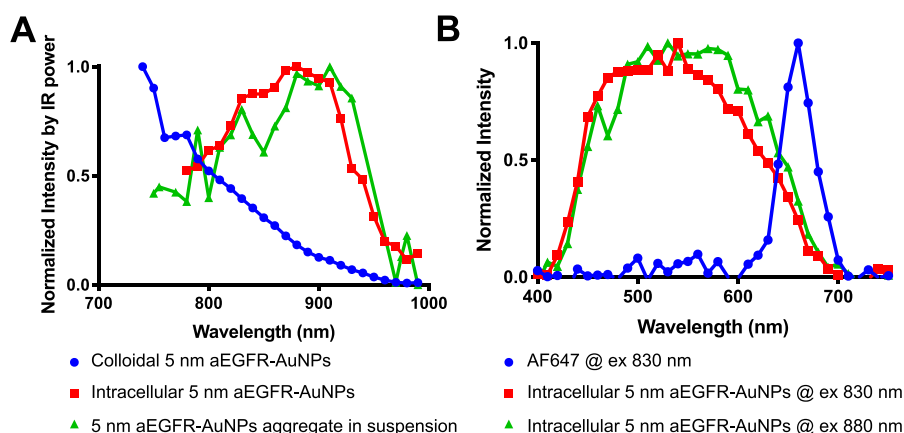 A
Normalized Intensity by IR power
1.0
0.5
0.0
700
800
900
1000
Wavelength (nm)
Colloidal 5 nm aEGFR-AuNPs
Intracellular 5 nm aEGFR-AuNPs
5 nm aEGFR-AuNPs aggregate in suspension
B
Normalized Intensity
1.0
0.5
0.0
400
500
600
700
Wavelength (nm)
AF647 @ ex 830 nm
Intracellular 5 nm aEGFR-AuNPs @ ex 830 nm
Intracellular 5 nm aEGFR-AuNPs @ ex 880 nm